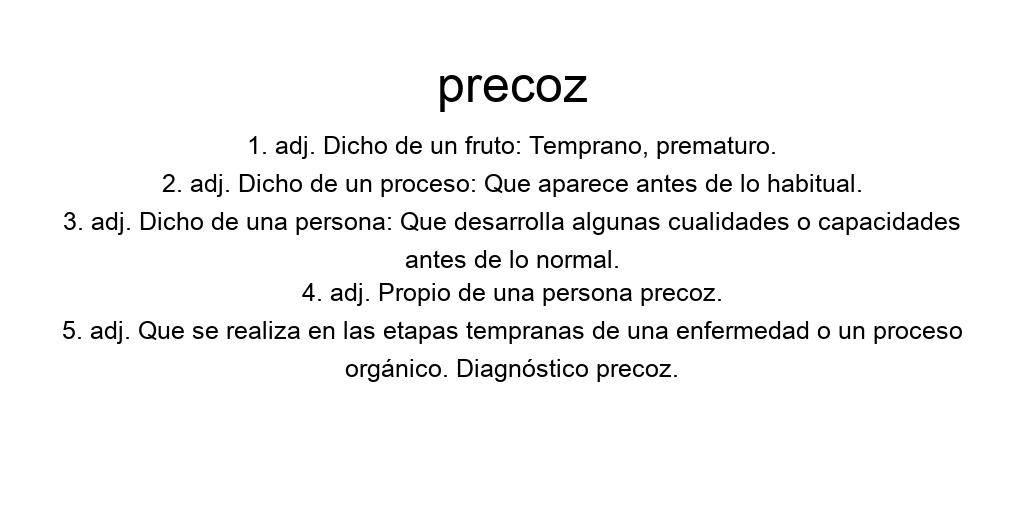 precoz
1. adj. Dicho de un fruto: Temprano, prematuro.
2. adj. Dicho de un proceso: Que aparece antes de lo habitual.
3. adj. Dicho de una persona: Que desarrolla algunas cualidades o capacidades
antes de lo normal.
4. adj. Propio de una persona precoz.
5. adj. Que se realiza en las etapas tempranas de una enfermedad o un proceso
orgánico. Diagnóstico precoz.